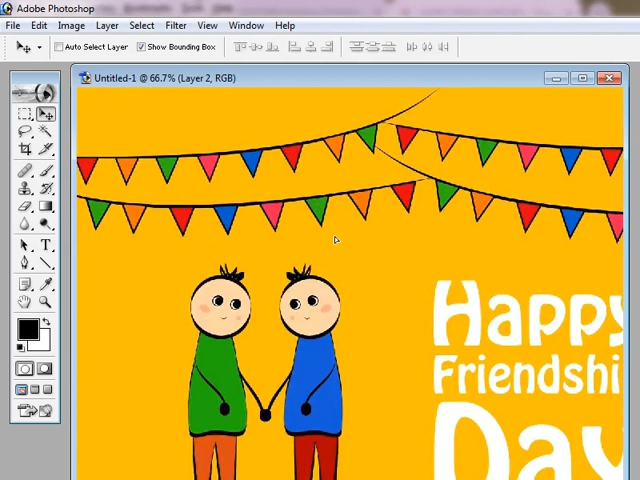 Adobe Photoshop
File Edit Image Layer Select Filter View Window Help
Auto Select Layer Show Bounding Box
Untitled-1 @ 66.7% (Layer 2, RGB)
T
Happy
Friendshi
Day